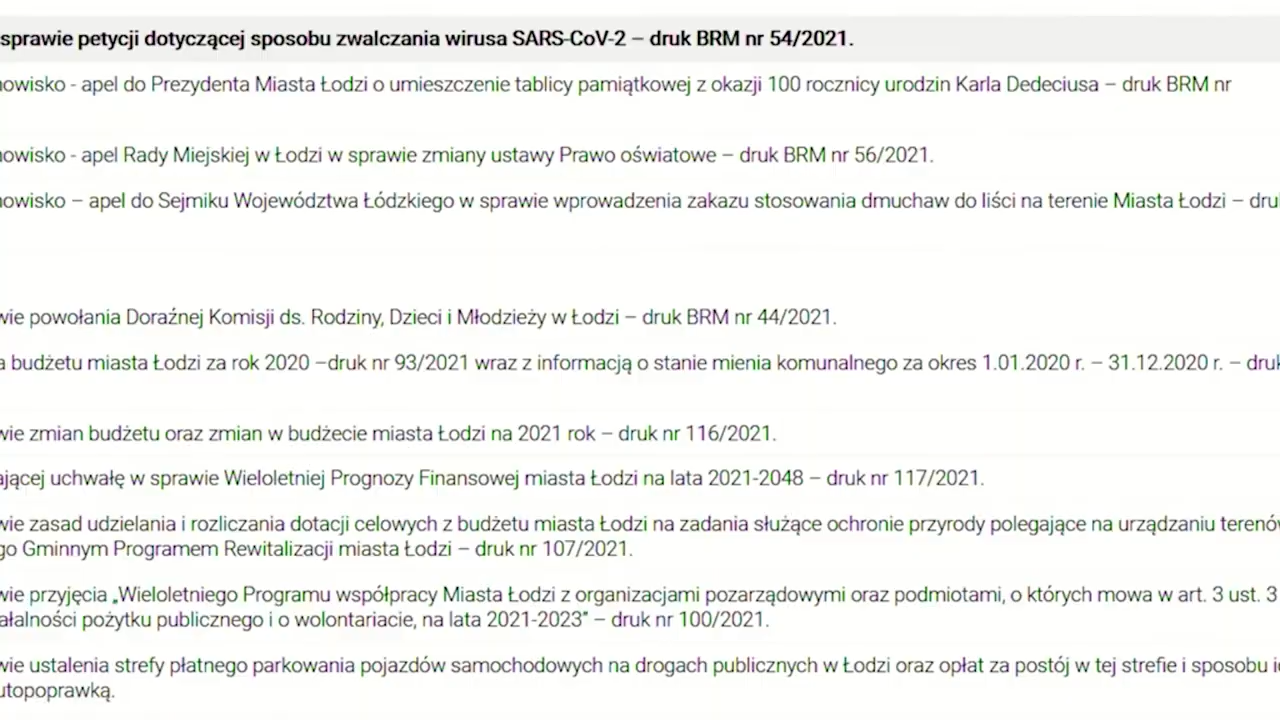 sprawie petycji dotyczącej sposobu zwalczania wirusa SARS-CoV-2 – druk BRM nr 54/2021.
nowisko - apel do Prezydenta Miasta Łodzi o umieszczenie tablicy pamiątkowej z okazji 100 rocznicy urodzin Karla Dedeciusa – druk BRM nr
nowisko - apel Rady Miejskiej w Łodzi w sprawie zmiany ustawy Prawo oświatowe – druk BRM nr 56/2021.
nowisko – apel do Sejmiku Województwa Łódzkiego w sprawie wprowadzenia zakazu stosowania dmuchaw do liści na terenie Miasta Łodzi – dru
wie powołania Doraźnej Komisji ds. Rodziny, Dzieci i Młodzieży w Łodzi – druk BRM nr 44/2021.
a budżetu miasta Łodzi za rok 2020 –druk nr 93/2021 wraz z informacją o stanie mienia komunalnego za okres 1.01.2020 r. – 31.12.2020 r. – druk
wie zmian budżetu oraz zmian w budżecie miasta Łodzi na 2021 rok – druk nr 116/2021.
ającej uchwałę w sprawie Wieloletniej Prognozy Finansowej miasta Łodzi na lata 2021-2048 – druk nr 117/2021.
wie zasad udzielania i rozliczania dotacji celowych z budżetu miasta Łodzi na zadania służące ochronie przyrody polegające na urządzaniu terenów
go Gminnym Programem Rewitalizacji miasta Łodzi – druk nr 107/2021.
wie przyjęcia „Wieloletniego Programu współpracy Miasta Łodzi z organizacjami pozarządowymi oraz podmiotami, o których mowa w art. 3 ust. 3
ałalności pożytku publicznego i o wolontariacie, na lata 2021-2023” – druk nr 100/2021.
wie ustalenia strefy płatnego parkowania pojazdów samochodowych na drogach publicznych w Łodzi oraz opłat za postój w tej strefie i sposobu ic
utopoprawką.